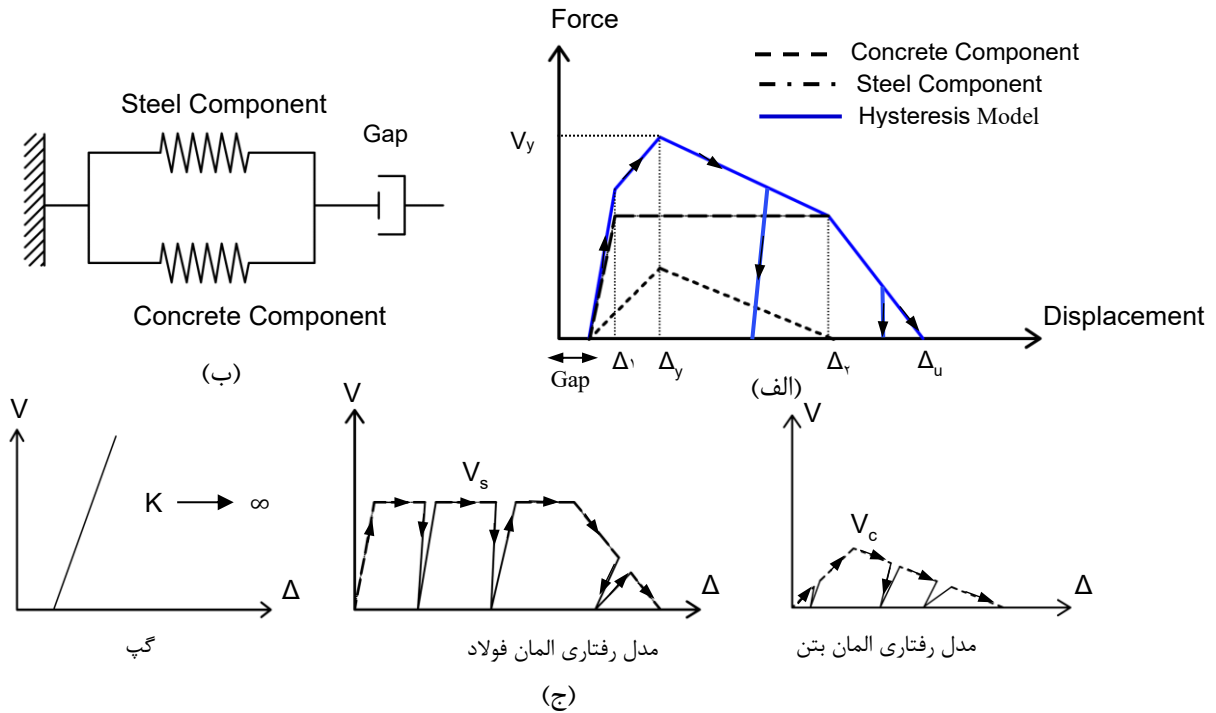 Steel Component
Gap
Concrete Component
(ب)
Force
Concrete Component
Steel Component
Hysteresis Model
Vy
Displacement
Gap
Δ۱
Δy
Δ۲
Δu
(الف)
V
K ∞
Δ
گپ
V
Vs
Δ
مدل رفتاری المان فولاد
V
Vc
Δ
مدل رفتاری المان بتن
(ج)